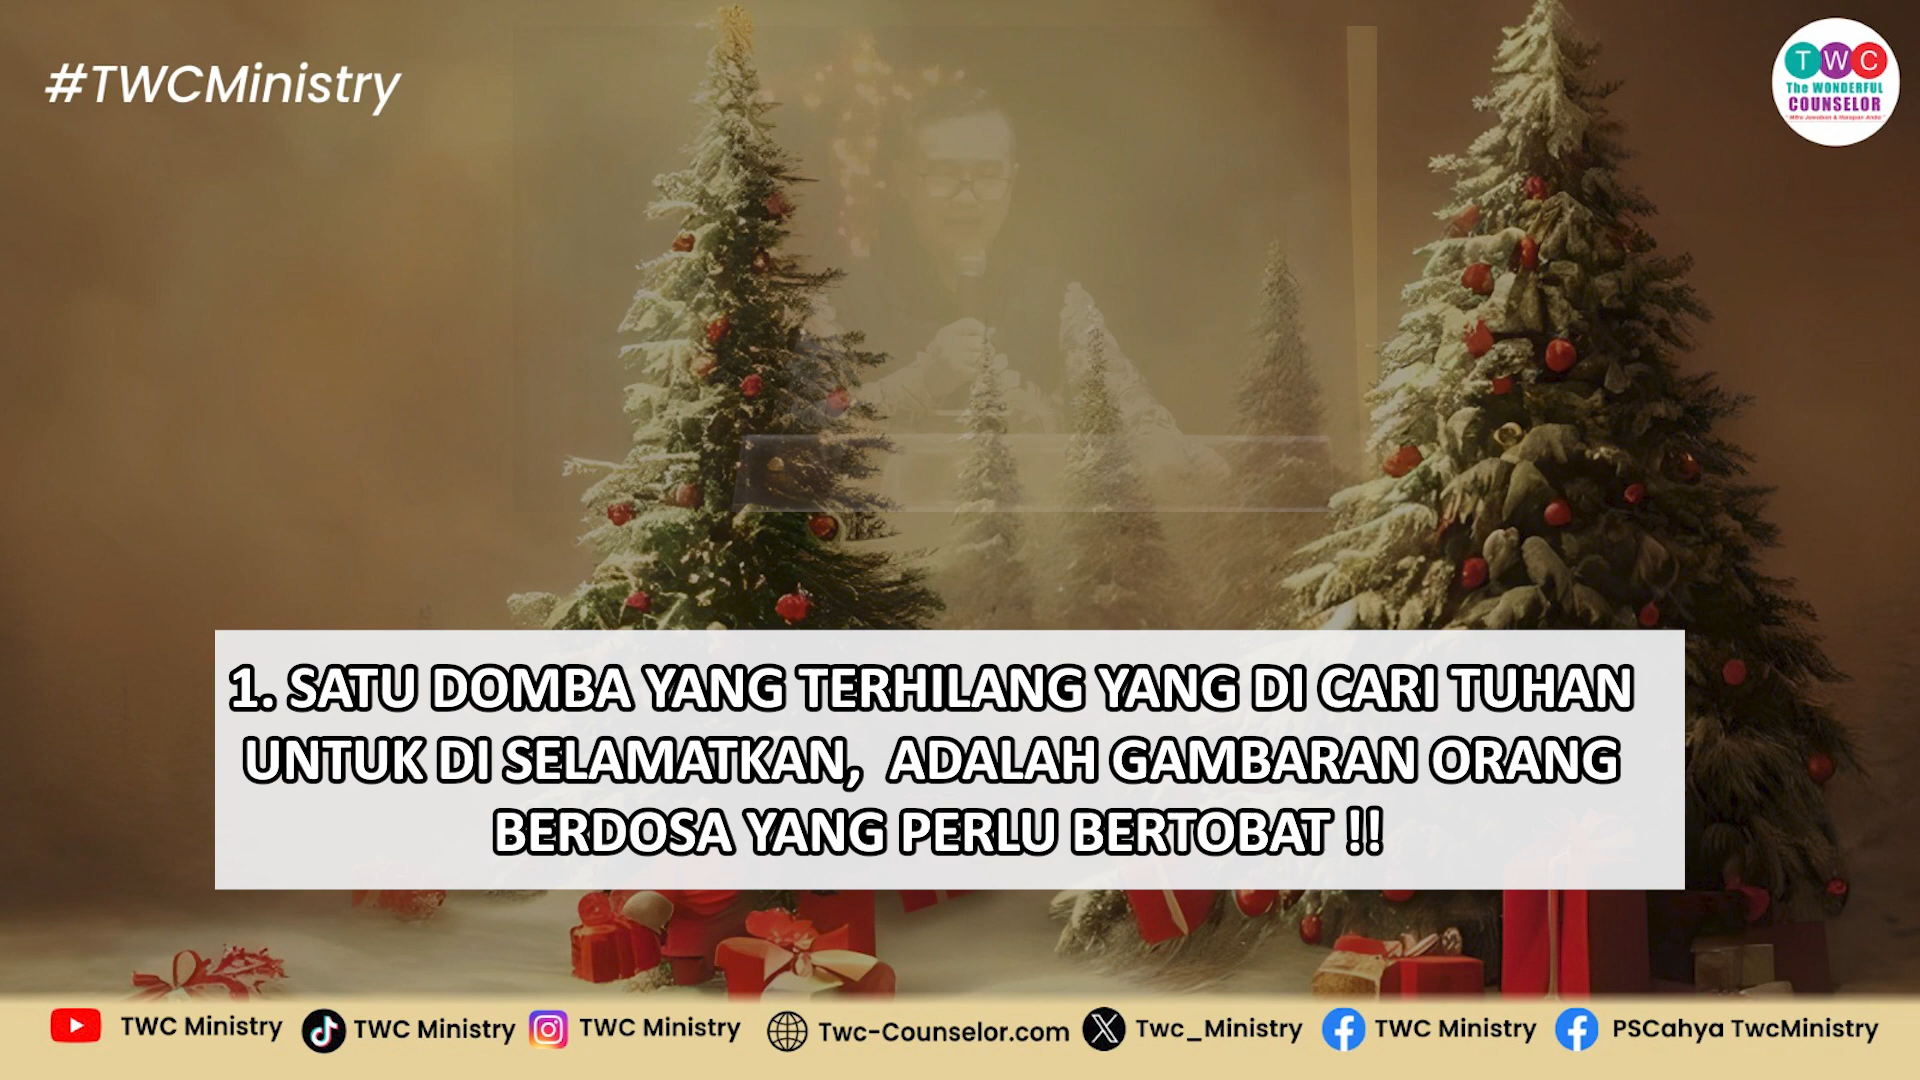 #TWCMinistry
TWC
The WONDERFUL
COUNSELOR
1. SATU DOMBA YANG TERHILANG YANG DI CARI TUHAN
UNTUK DI SELAMATKAN, ADALAH GAMBARAN ORANG
BERDOSA YANG PERLU BERTOBAT !!
TWC Ministry
TWC Ministry
TWC Ministry
Twc-Counselor.com
Twc_Ministry
TWC Ministry
PSCahya TwcMinistry